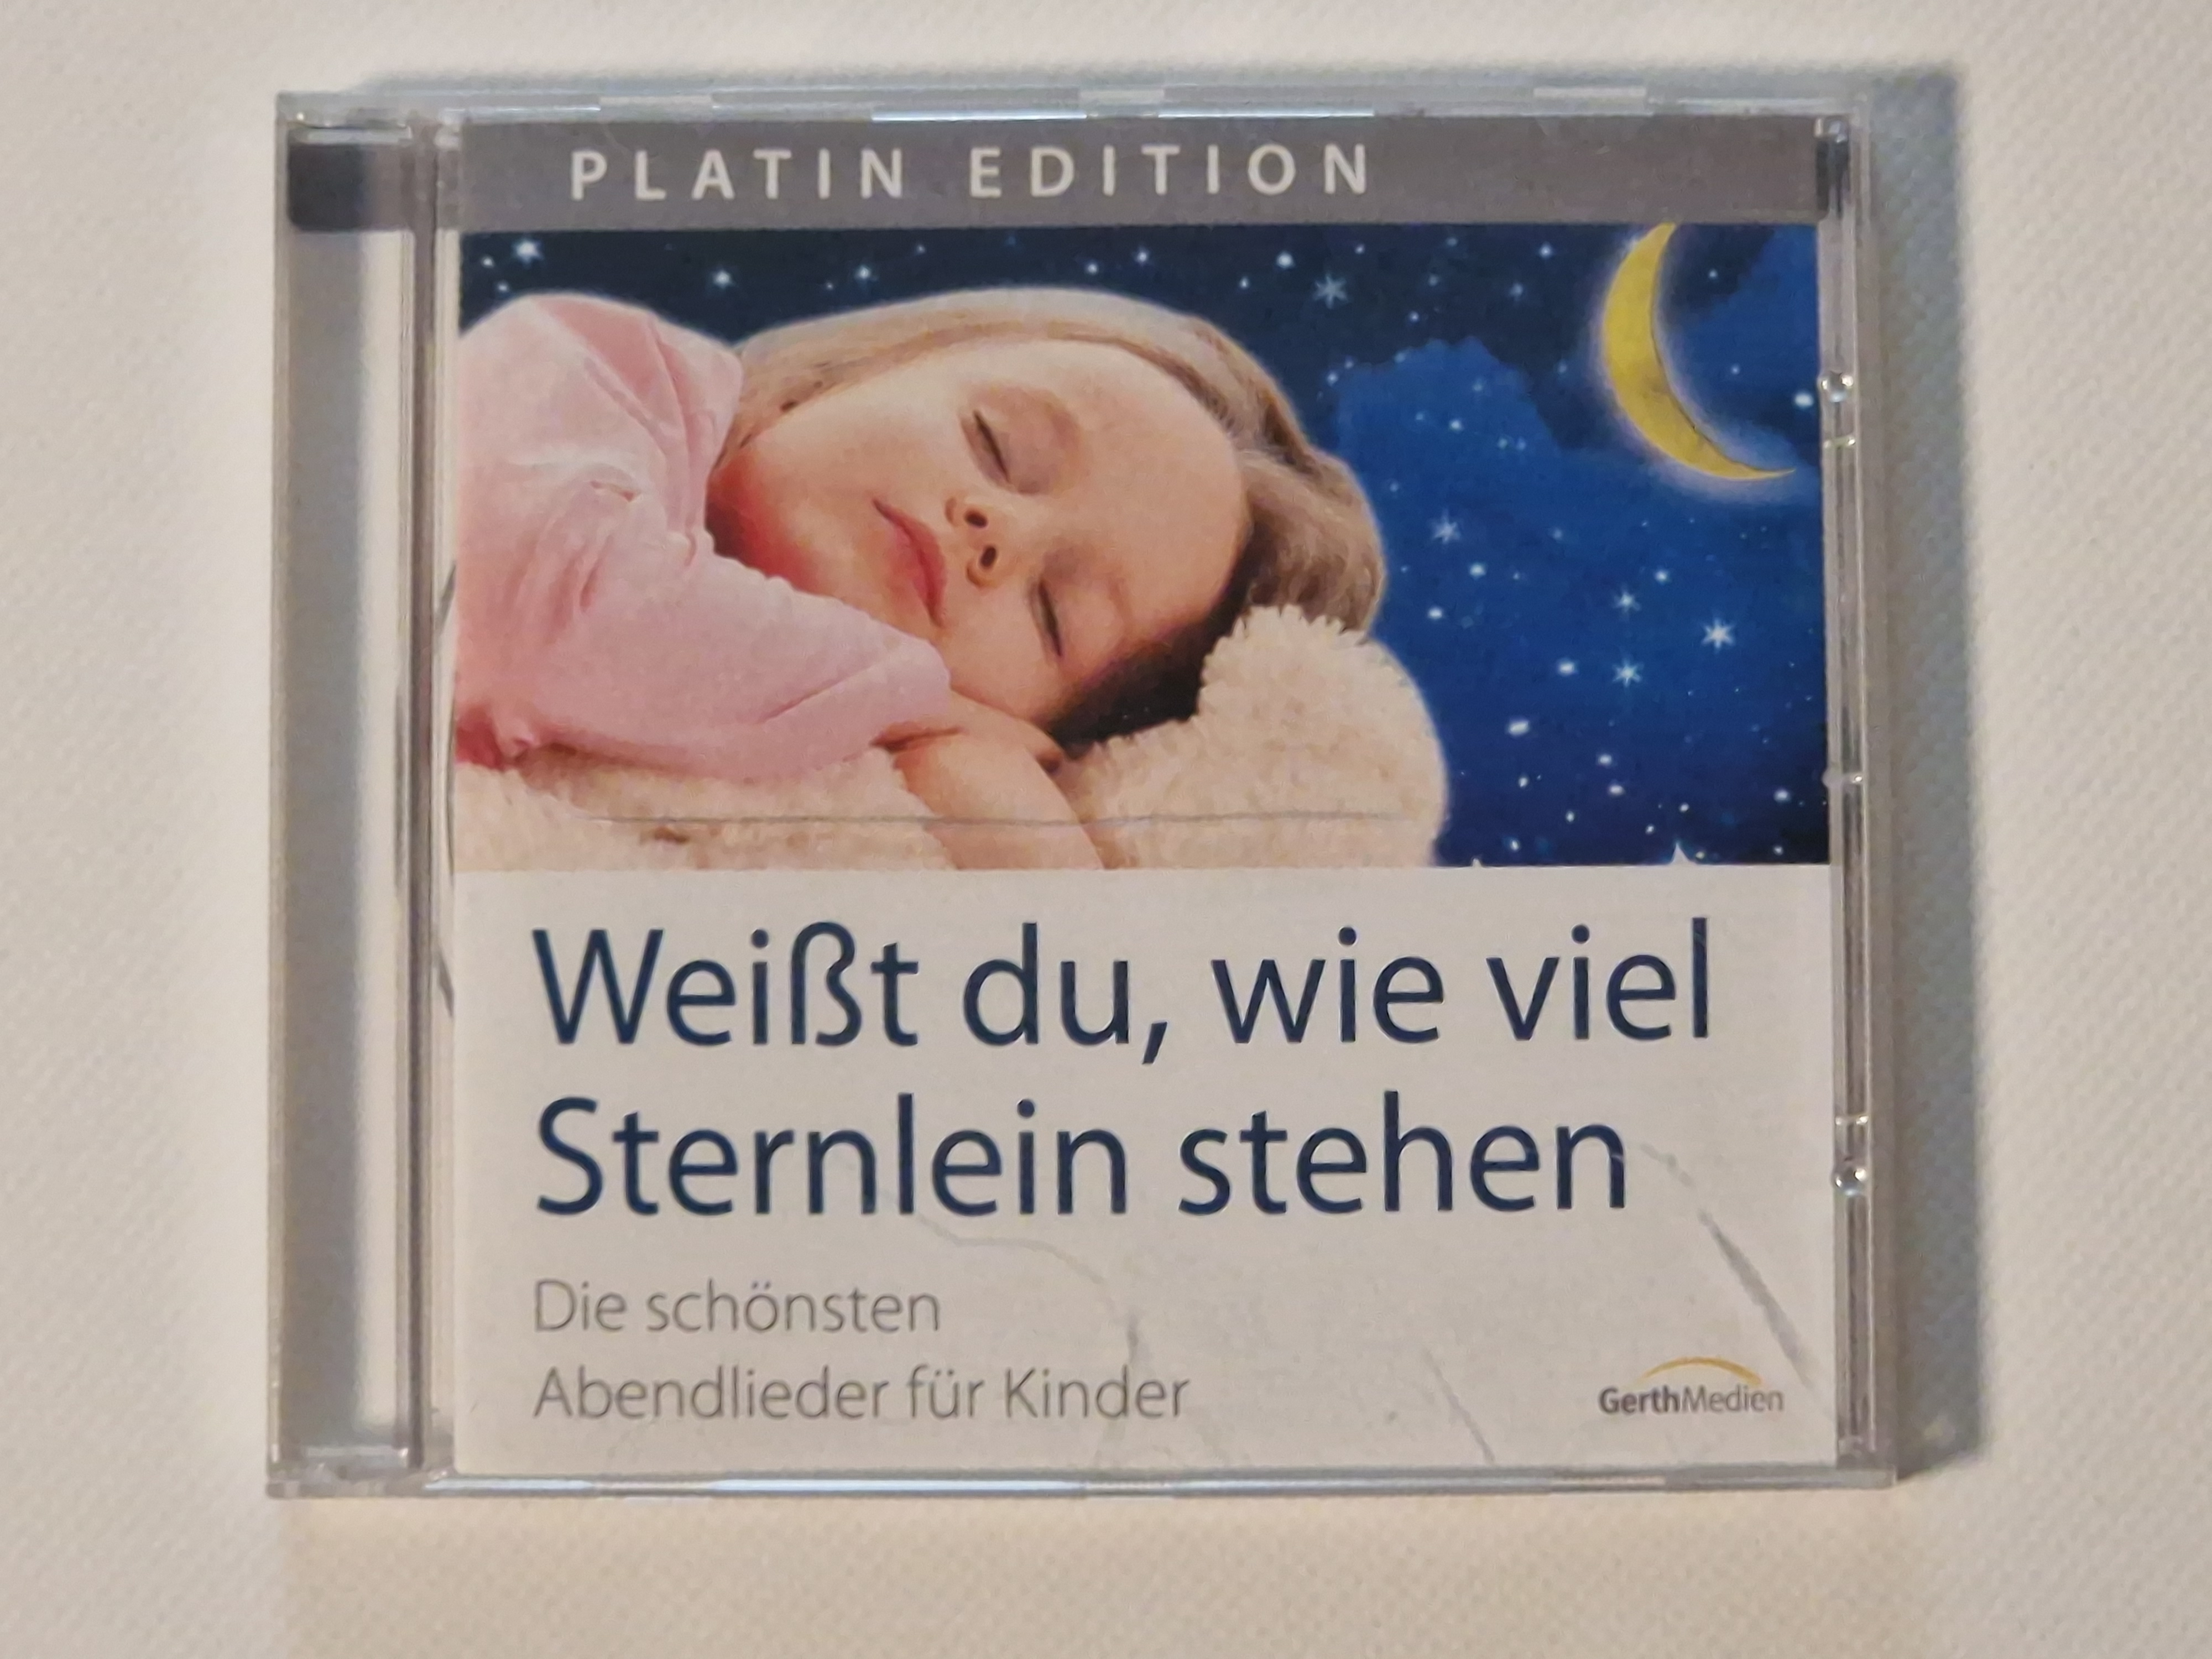 PLATIN EDITION
Weißt du, wie viel
Sternlein stehen
Die schönsten
Abendlieder für Kinder
GerthMedien